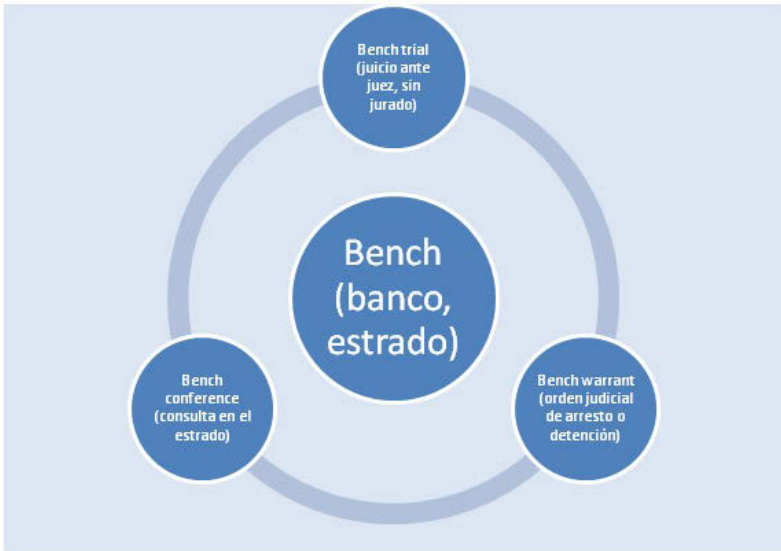 Bench trial
(juicio ante
juez, sin
jurado)
Bench
(banco,
estrado)
Bench
conference
(consulta en el
estrado)
Bench warrant
(orden judicial
de arresto o
detención)